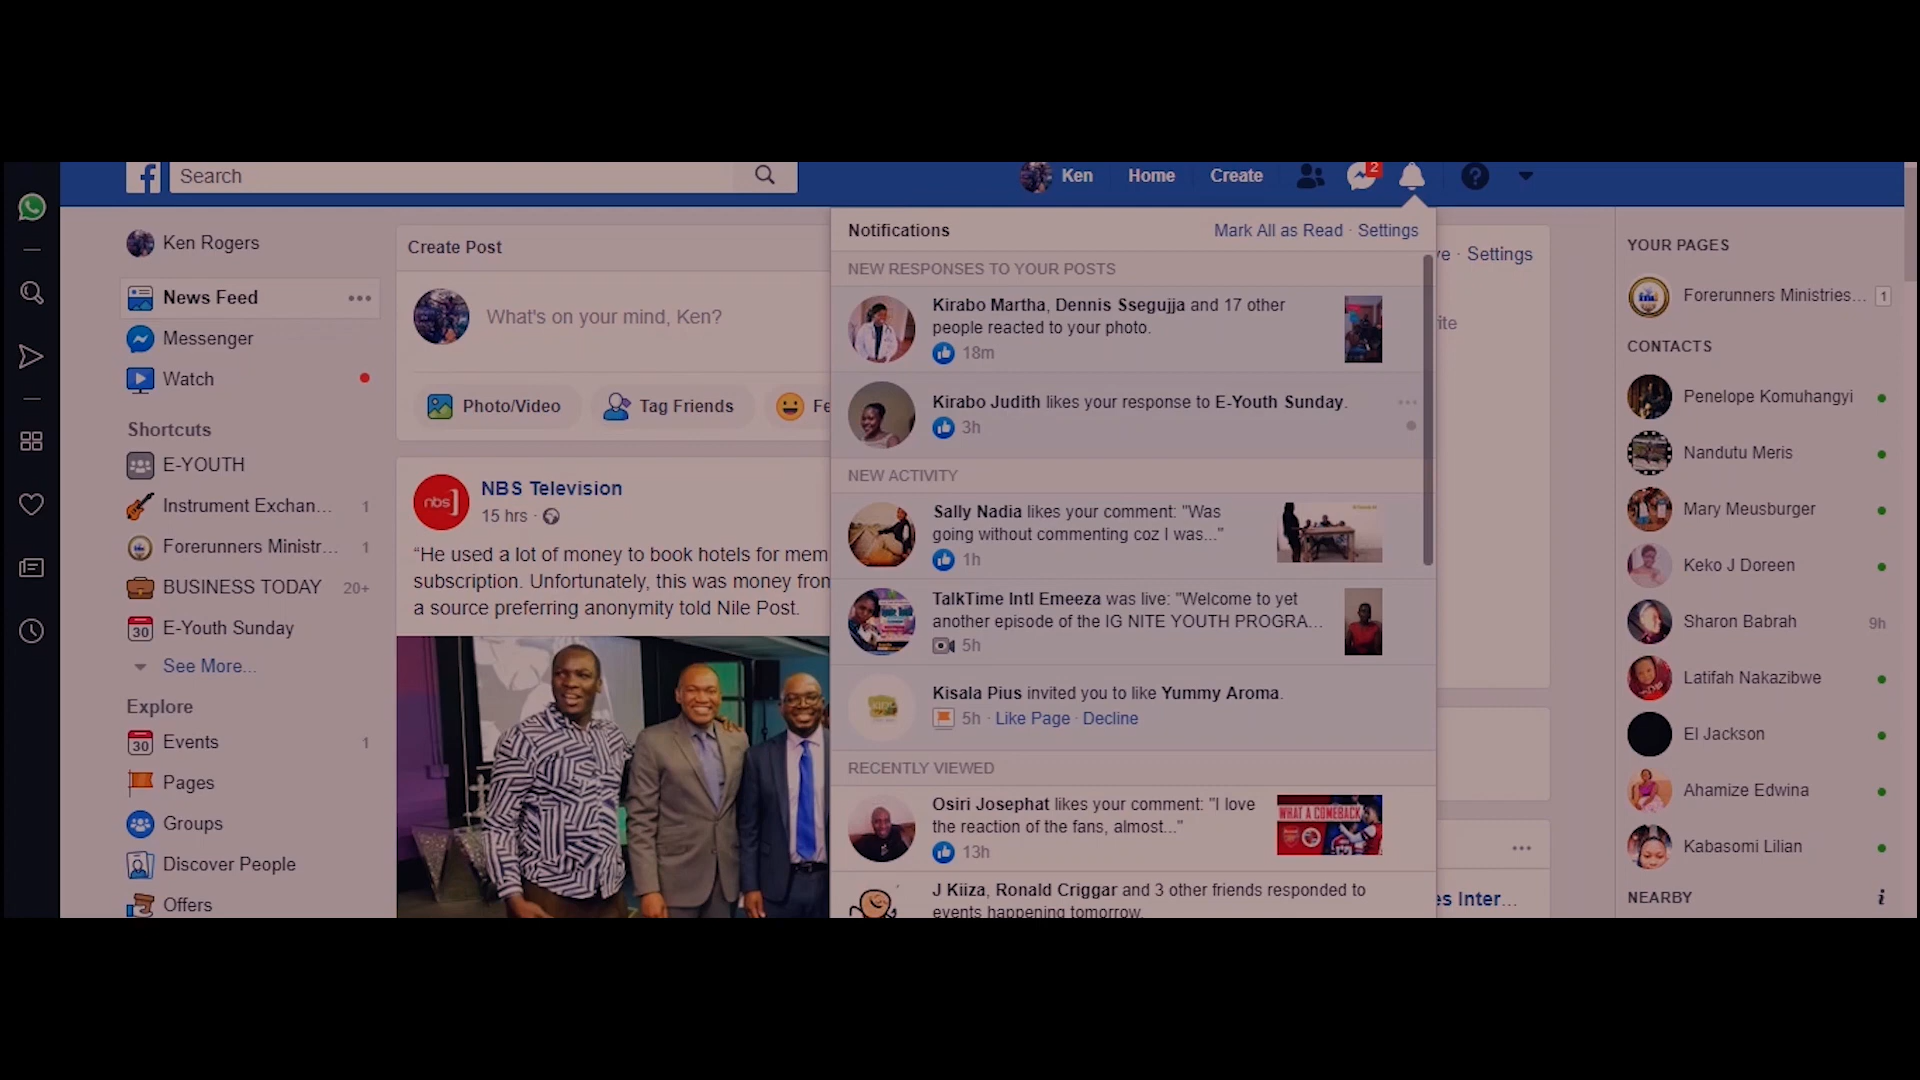 Search
Ken
Home
Create
2
Ken Rogers
News Feed
Messenger
Watch
Shortcuts
E-YOUTH
Instrument Exchan... 1
Forerunners Ministr... 1
BUSINESS TODAY 20+
30 E-Youth Sunday
See More...
Explore
30 Events 1
Pages
Groups
Discover People
Offers
Create Post
What's on your mind, Ken?
Photo/Video
Tag Friends
Fe
nbs
NBS Television
15 hrs ·
“He used a lot of money to book hotels for mem
subscription. Unfortunately, this was money from
a source preferring anonymity told Nile Post.
Notifications
Mark All as Read · Settings
NEW RESPONSES TO YOUR POSTS
Kirabo Martha, Dennis Ssegujja and 17 other
people reacted to your photo.
18m
Kirabo Judith likes your response to E-Youth Sunday.
3h
NEW ACTIVITY
Sally Nadia likes your comment: "Was
going without commenting coz I was..."
1h
TalkTime Intl Emeeza was live: "Welcome to yet
another episode of the IG NITE YOUTH PROGRA...
5h
Kisala Pius invited you to like Yummy Aroma.
5h · Like Page · Decline
RECENTLY VIEWED
Osiri Josephat likes your comment: "I love
the reaction of the fans, almost..."
13h
WHAT A COMEBACK
J Kiiza, Ronald Criggar and 3 other friends responded to
events happening tomorrow.
ve · Settings
ite
es Inter...
YOUR PAGES
Forerunners Ministries... 1
CONTACTS
Penelope Komuhangyi
Nandutu Meris
Mary Meusburger
Keko J Doreen
Sharon Babrah 9h
Latifah Nakazibwe
El Jackson
Ahamize Edwina
Kabasomi Lilian
NEARBY